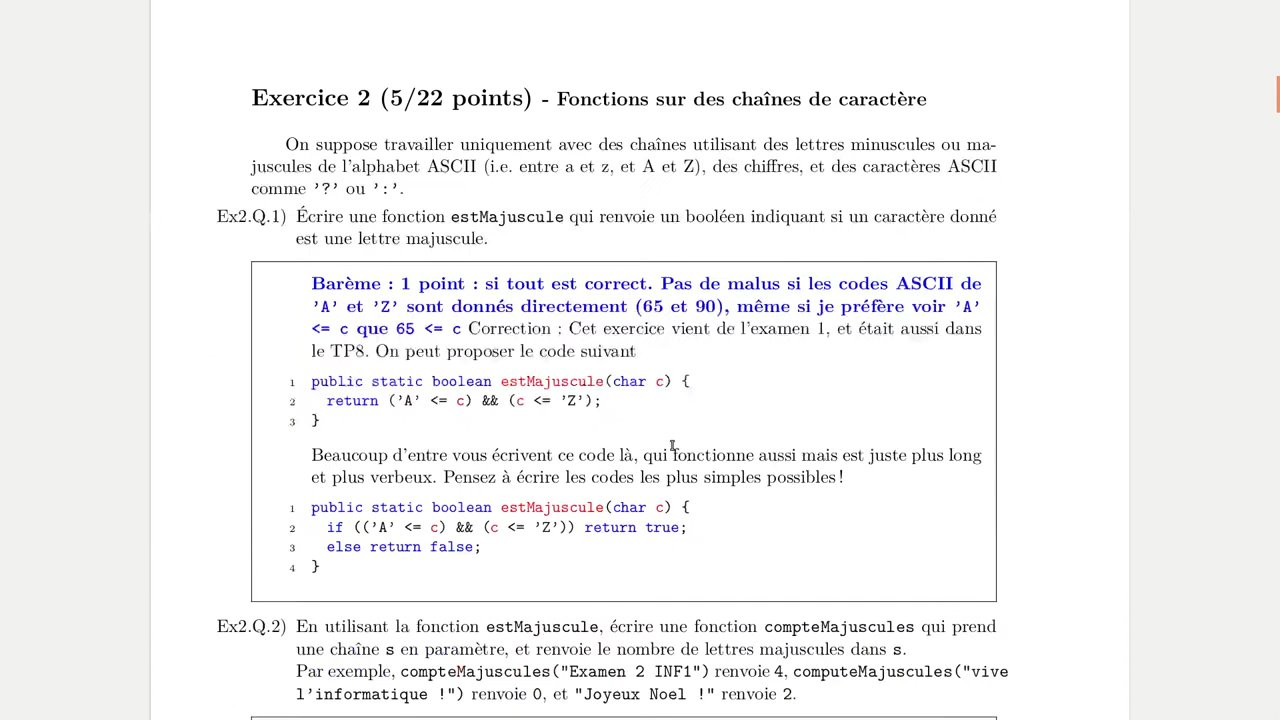 Exercice 2 (5/22 points) - Fonctions sur des chaînes de caractère
On suppose travailler uniquement avec des chaînes utilisant des lettres minuscules ou ma-
juscules de l'alphabet ASCII (i.e. entre a et z, et A et Z), des chiffres, et des caractères ASCII
comme '?' ou ':'.
Ex2.Q.1) Écrire une fonction estMajuscule qui renvoie un booléen indiquant si un caractère donné
est une lettre majuscule.
Barème : 1 point : si tout est correct. Pas de malus si les codes ASCII de
'A' et 'Z' sont donnés directement (65 et 90), même si je préfère voir 'A'
<= c que 65 <= c Correction : Cet exercice vient de l'examen 1, et était aussi dans
le TP8. On peut proposer le code suivant
1 public static boolean estMajuscule(char c) {
2 return ('A' <= c) && (c <= 'Z');
3 }
Beaucoup d'entre vous écrivent ce code là, qui fonctionne aussi mais est juste plus long
et plus verbeux. Pensez à écrire les codes les plus simples possibles !
1 public static boolean estMajuscule(char c) {
2 if (('A' <= c) && (c <= 'Z')) return true;
3 else return false;
4 }
Ex2.Q.2) En utilisant la fonction estMajuscule, écrire une fonction compteMajuscules qui prend
une chaîne s en paramètre, et renvoie le nombre de lettres majuscules dans s.
Par exemple, compteMajuscules("Examen 2 INF1") renvoie 4, computeMajuscules("vive
l'informatique !") renvoie 0, et "Joyeux Noel !" renvoie 2.